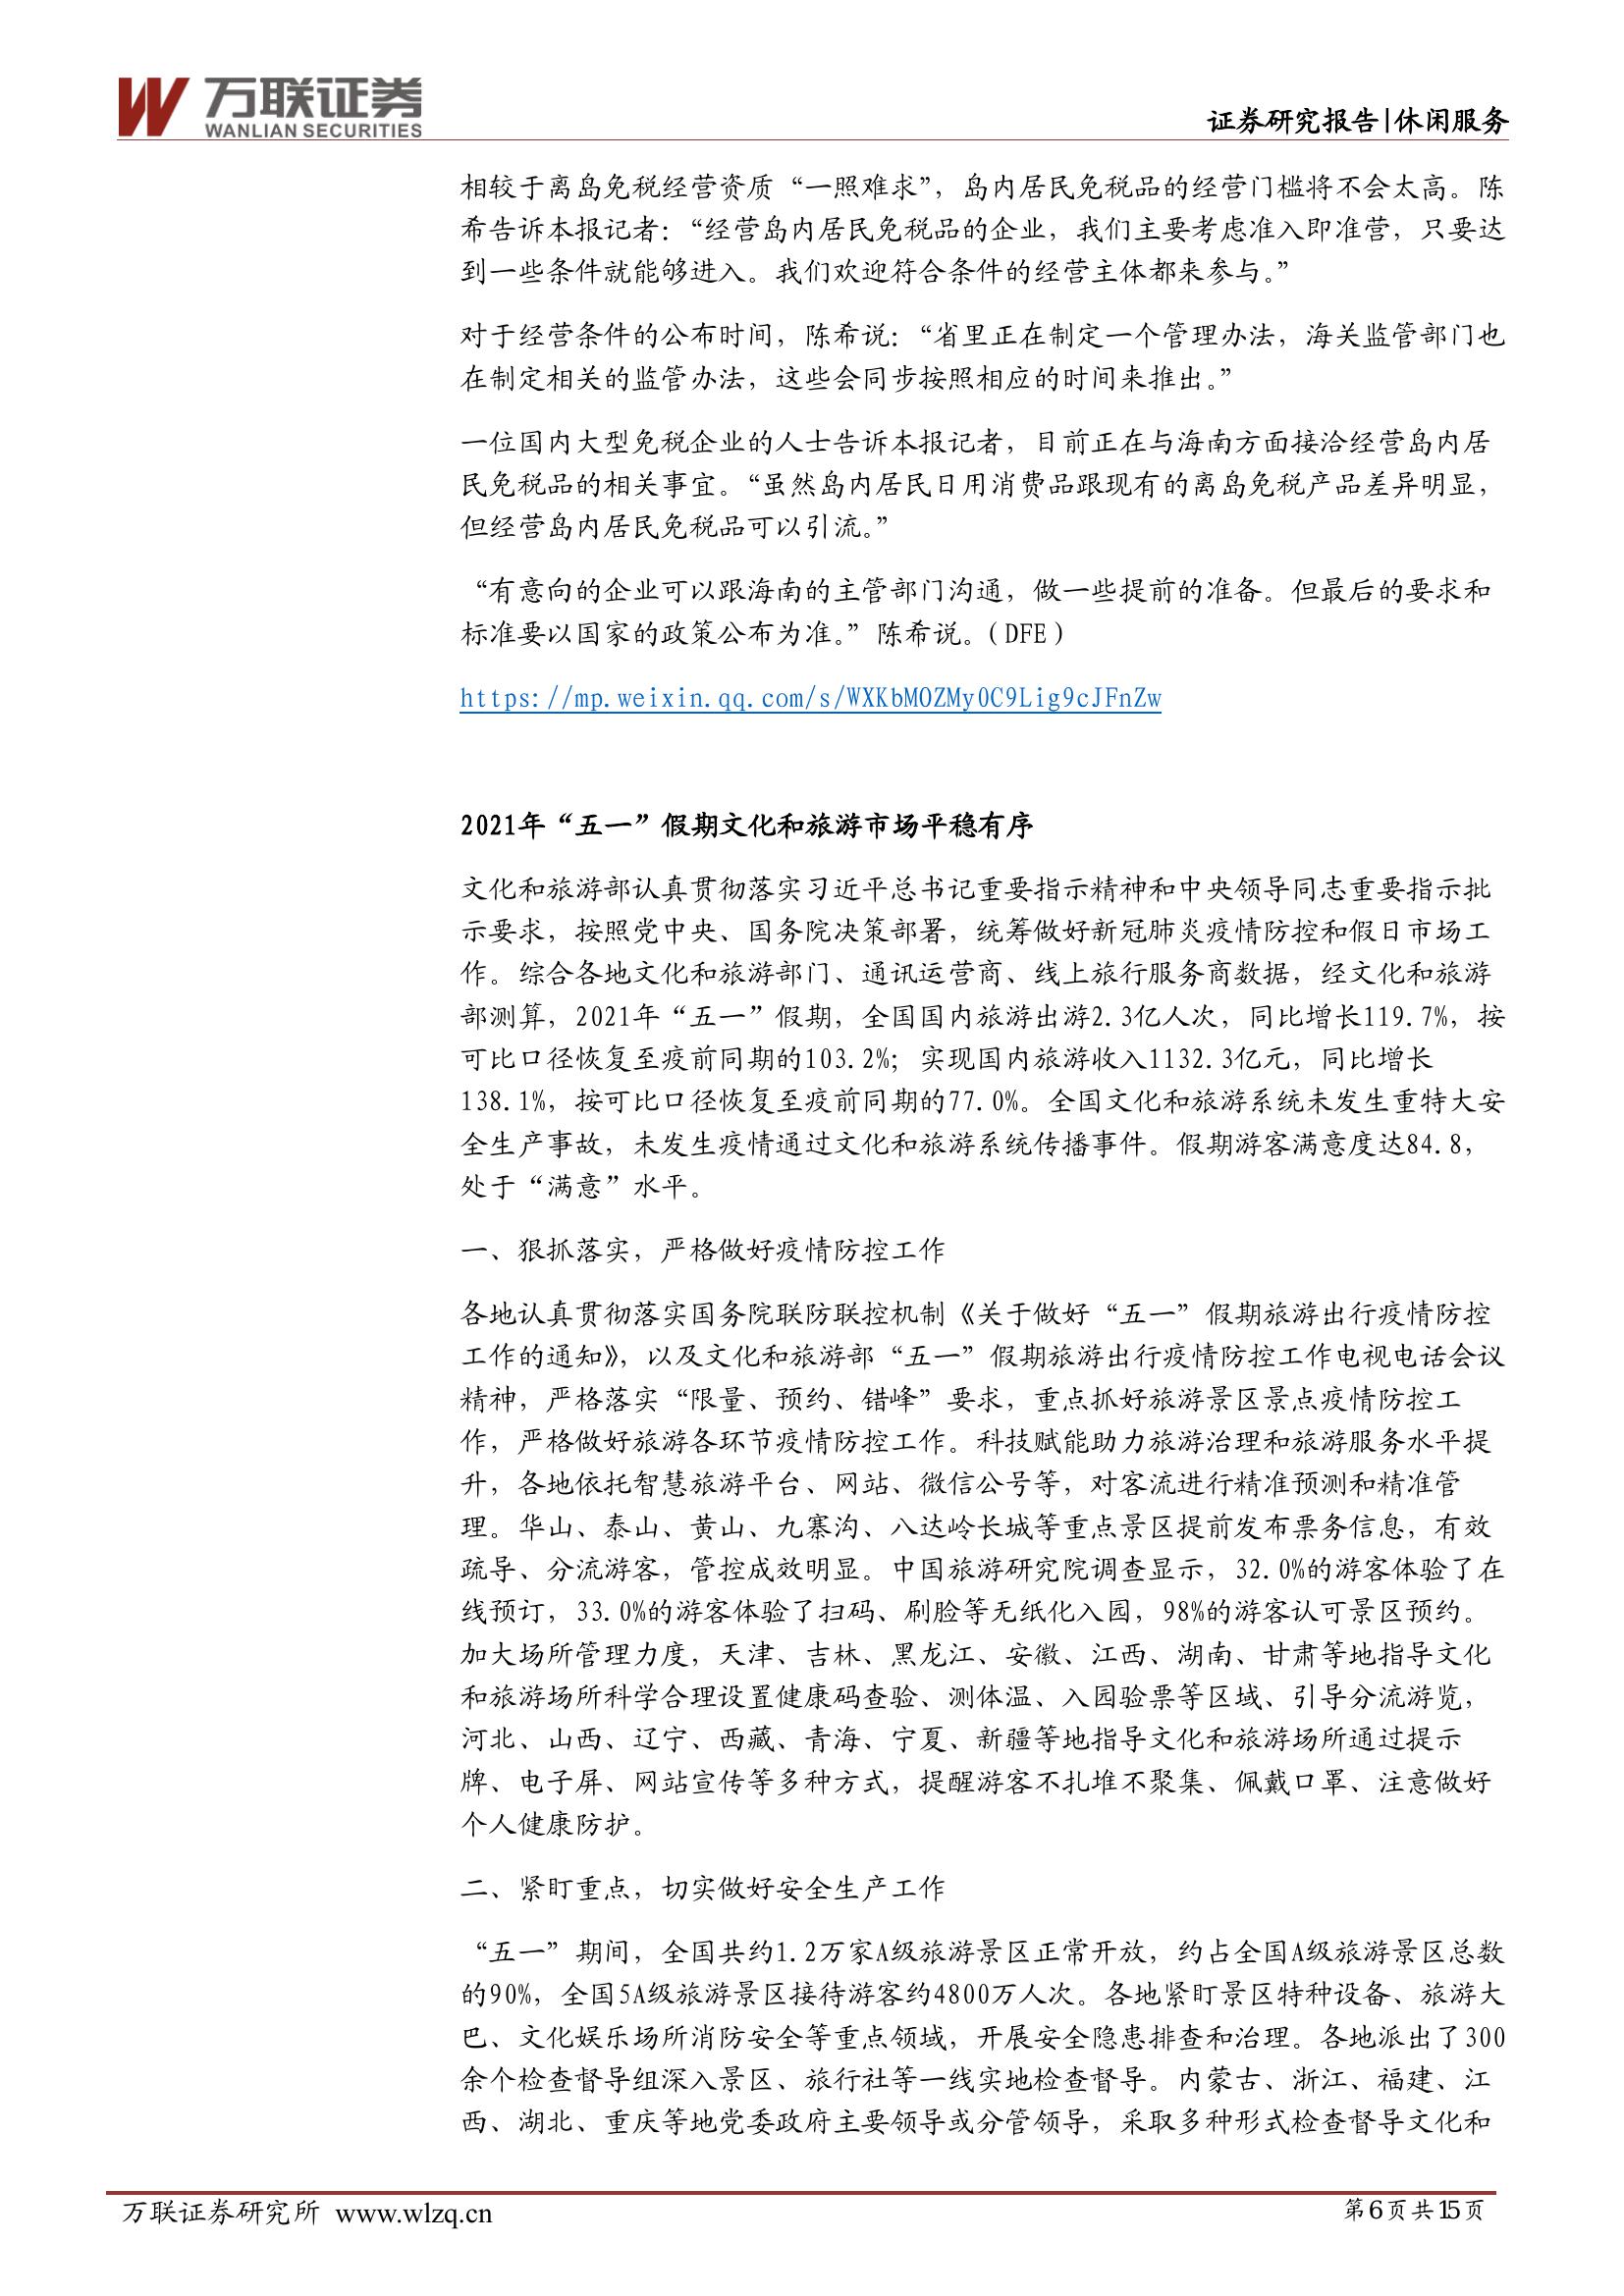 万联证券
WANLIAN SECURITIES
证券研究报告|休闲服务
相较于离岛免税经营资质“一照难求”，岛内居民免税品的经营门槛将不会太高。陈
希告诉本报记者：“经营岛内居民免税品的企业，我们主要考虑准入即准营，只要达
到一些条件就能够进入。我们欢迎符合条件的经营主体都来参与。”
对于经营条件的公布时间，陈希说：“省里正在制定一个管理办法，海关监管部门也
在制定相关的监管办法，这些会同步按照相应的时间来推出。”
一位国内大型免税企业的人士告诉本报记者，目前正在与海南方面接洽经营岛内居
民免税品的相关事宜。“虽然岛内居民日用消费品跟现有的离岛免税产品差异明显，
但经营岛内居民免税品可以引流。”
“有意向的企业可以跟海南的主管部门沟通，做一些提前的准备。但最后的要求和
标准要以国家的政策公布为准。”陈希说。（DFE）
https://mp.weixin.qq.com/s/WXKbMOZMy0C9Lig9cJFnZw
2021年“五一”假期文化和旅游市场平稳有序
文化和旅游部认真贯彻落实习近平总书记重要指示精神和中央领导同志重要指示批
示要求，按照党中央、国务院决策部署，统筹做好新冠肺炎疫情防控和假日市场工
作。综合各地文化和旅游部门、通讯运营商、线上旅行服务商数据，经文化和旅游
部测算，2021年“五一”假期，全国国内旅游出游2.3亿人次，同比增长119.7%，按
可比口径恢复至疫前同期的103.2%；实现国内旅游收入1132.3亿元，同比增长
138.1%，按可比口径恢复至疫前同期的77.0%。全国文化和旅游系统未发生重特大安
全生产事故，未发生疫情通过文化和旅游系统传播事件。假期游客满意度达84.8，
处于“满意”水平。
一、狠抓落实，严格做好疫情防控工作
各地认真贯彻落实国务院联防联控机制《关于做好“五一”假期旅游出行疫情防控
工作的通知》，以及文化和旅游部“五一”假期旅游出行疫情防控工作电视电话会议
精神，严格落实“限量、预约、错峰”要求，重点抓好旅游景区景点疫情防控工
作，严格做好旅游各环节疫情防控工作。科技赋能助力旅游治理和旅游服务水平提
升，各地依托智慧旅游平台、网站、微信公号等，对客流进行精准预测和精准管
理。华山、泰山、黄山、九寨沟、八达岭长城等重点景区提前发布票务信息，有效
疏导、分流游客，管控成效明显。中国旅游研究院调查显示，32.0%的游客体验了在
线预订，33.0%的游客体验了扫码、刷脸等无纸化入园，98%的游客认可景区预约。
加大场所管理力度，天津、吉林、黑龙江、安徽、江西、湖南、甘肃等地指导文化
和旅游场所科学合理设置健康码查验、测体温、入园验票等区域、引导分流游览，
河北、山西、辽宁、西藏、青海、宁夏、新疆等地指导文化和旅游场所通过提示
牌、电子屏、网站宣传等多种方式，提醒游客不扎堆不聚集、佩戴口罩、注意做好
个人健康防护。
二、紧盯重点，切实做好安全生产工作
“五一”期间，全国共约1.2万家A级旅游景区正常开放，约占全国A级旅游景区总数
的90%，全国5A级旅游景区接待游客约4800万人次。各地紧盯景区特种设备、旅游大
巴、文化娱乐场所消防安全等重点领域，开展安全隐患排查和治理。各地派出了300
余个检查督导组深入景区、旅行社等一线实地检查督导。内蒙古、浙江、福建、江
西、湖北、重庆等地党委政府主要领导或分管领导，采取多种形式检查督导文化和
万联证券研究所 www.wlzq.cn
第6页共15页